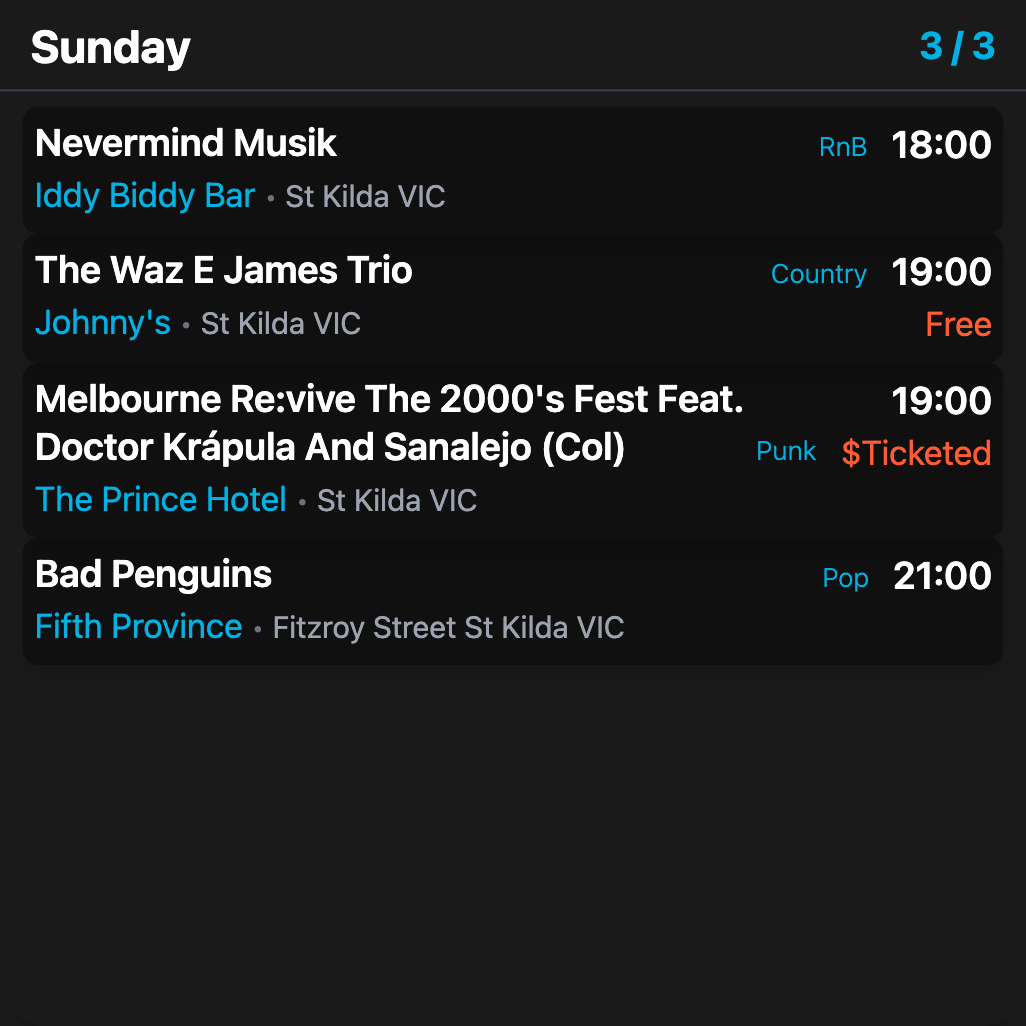 Sunday 3 / 3
Nevermind Musik RnB 18:00
Iddy Biddy Bar • St Kilda VIC
The Waz E James Trio Country 19:00
Johnny's • St Kilda VIC Free
Melbourne Re:vive The 2000's Fest Feat. 19:00
Doctor Krápula And Sanalejo (Col) Punk $Ticketed
The Prince Hotel • St Kilda VIC
Bad Penguins Pop 21:00
Fifth Province • Fitzroy Street St Kilda VIC